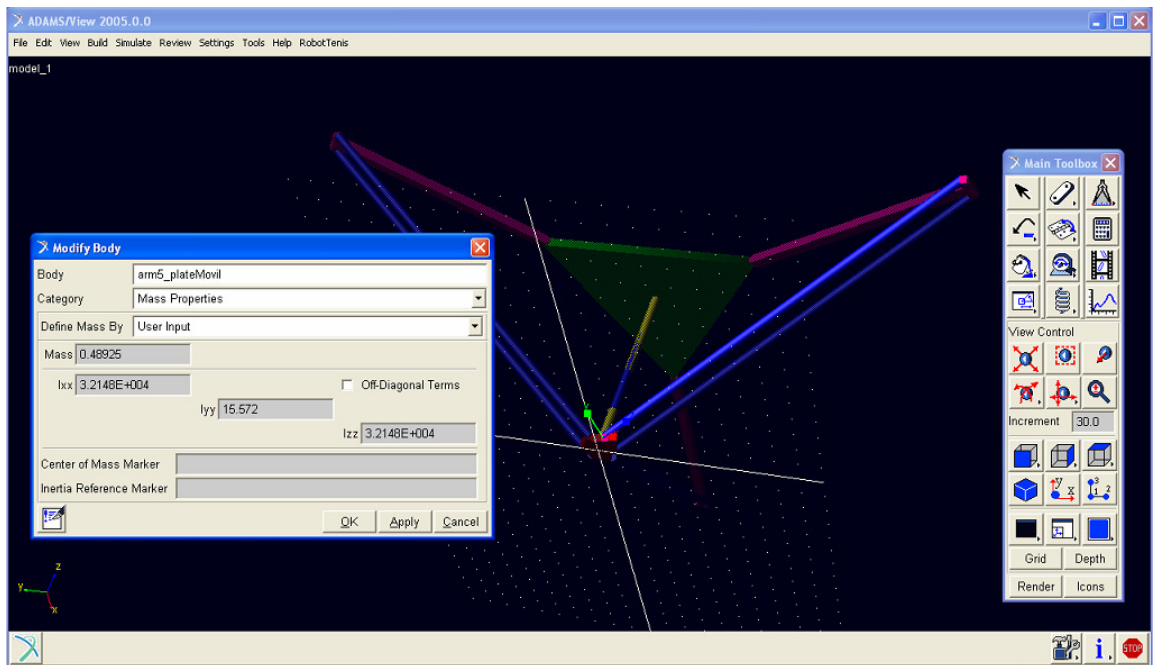 ADAMS/View 2005.0.0
File Edit View Build Simulate Review Settings Tools Help RobotTenis
model_1
Main Toolbox
Modify Body
Body arm5_plateMovil
Category Mass Properties
Define Mass By User Input
Mass 0.48925
Ixx 3.2148E+004 Off-Diagonal Terms
Iyy 15.572
Izz 3.2148E+004
Center of Mass Marker
Inertia Reference Marker
OK Apply Cancel
View Control
Increment 30.0
y x
3 1 2
Grid Depth
Render Icons
z
y
x
i
STOP